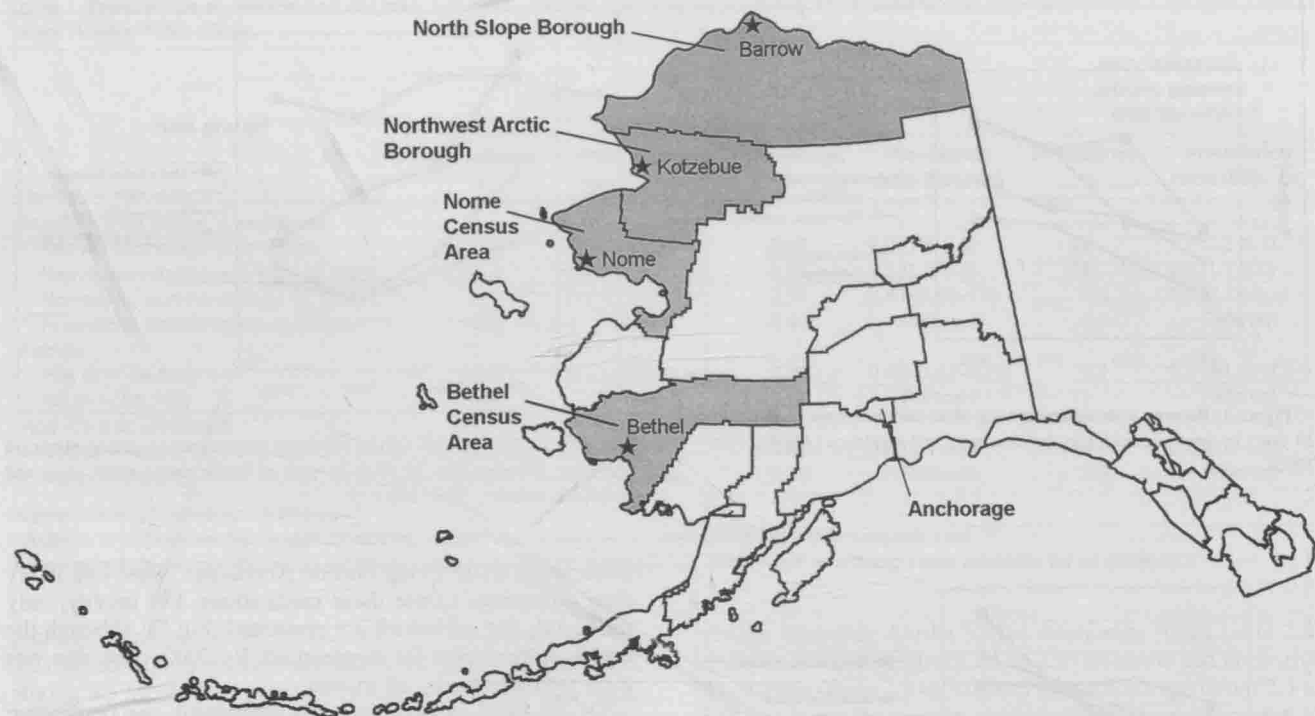 North Slope Borough
Barrow
Northwest Arctic
Borough
Kotzebue
Nome
Census
Area
Nome
Bethel
Census
Area
Bethel
Anchorage